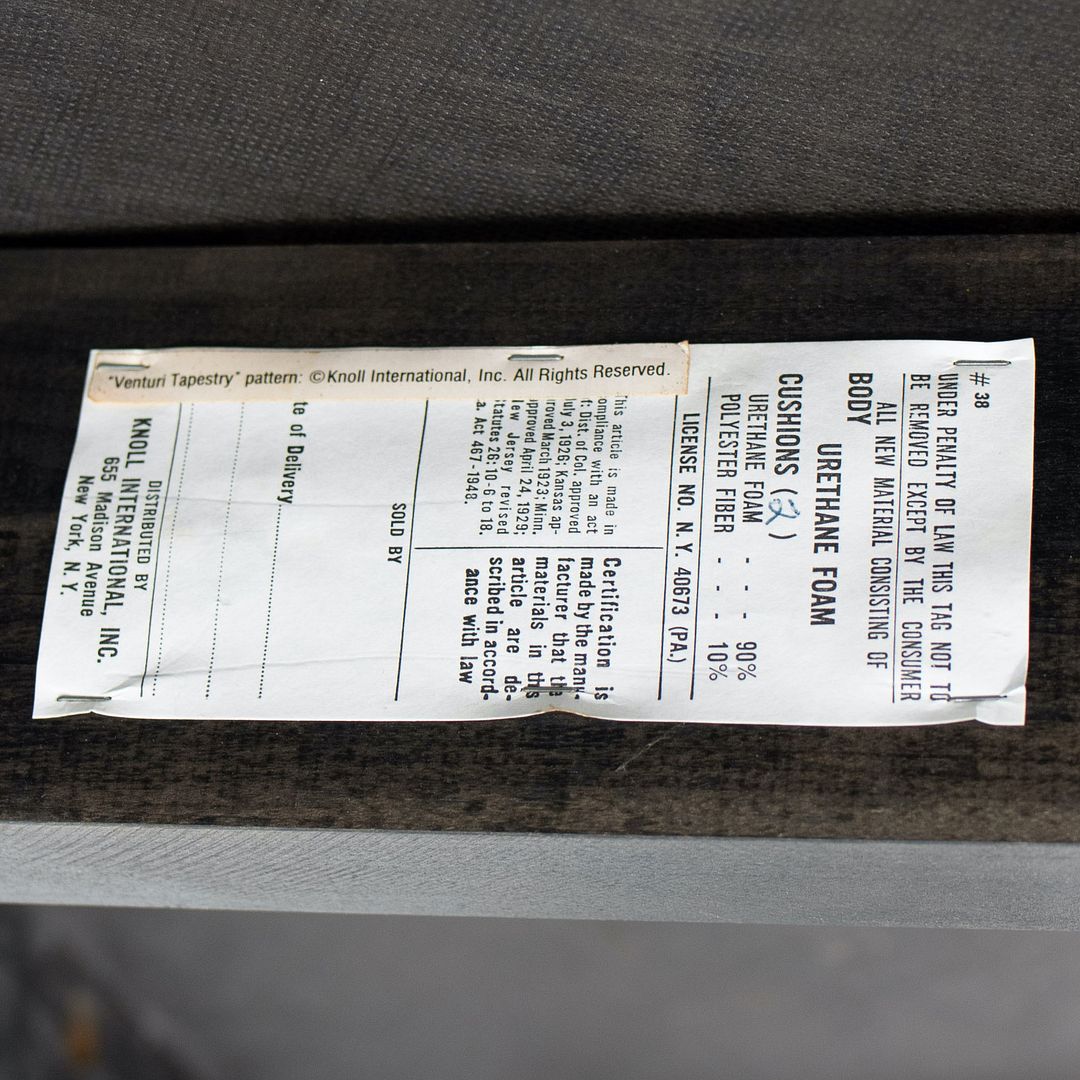 "Venturi Tapestry" pattern: ©Knoll International, Inc. All Rights Reserved.
# 38
UNDER PENALTY OF LAW THIS TAG NOT TO
BE REMOVED EXCEPT BY THE CONSUMER
ALL NEW MATERIAL CONSISTING OF
BODY
URETHANE FOAM
CUSHIONS (2)
URETHANE FOAM - - - 90%
POLYESTER FIBER - - - 10%
LICENSE NO. N. Y. 40673 (PA.)
his article is made in
ompliance with an act
f: Dist. of Col. approved
uly 3, 1926; Kansas ap-
roved March 1923; Minn.
pproved April 24, 1929;
ew Jersey revised
tatutes 26:10-6 to 18.
a. Act 467-1948.
Certification is
made by the manu-
facturer that the
materials in this
article are de-
scribed in accord-
ance with law
SOLD BY
te of Delivery
DISTRIBUTED BY
KNOLL INTERNATIONAL, INC.
655 Madison Avenue
New York, N. Y.